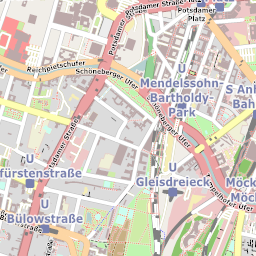 Potsdamer Straße
Potsdamer
Platz
Reichpietschufer
Schöneberger Ufer
U
Mendelssohn-
Bartholdy-
Park
S Anh
Bah
Schöneberger Ufer
U
fürstenstraße
U
Gleisdreieck
Möck
Möck
U
Bülowstraße